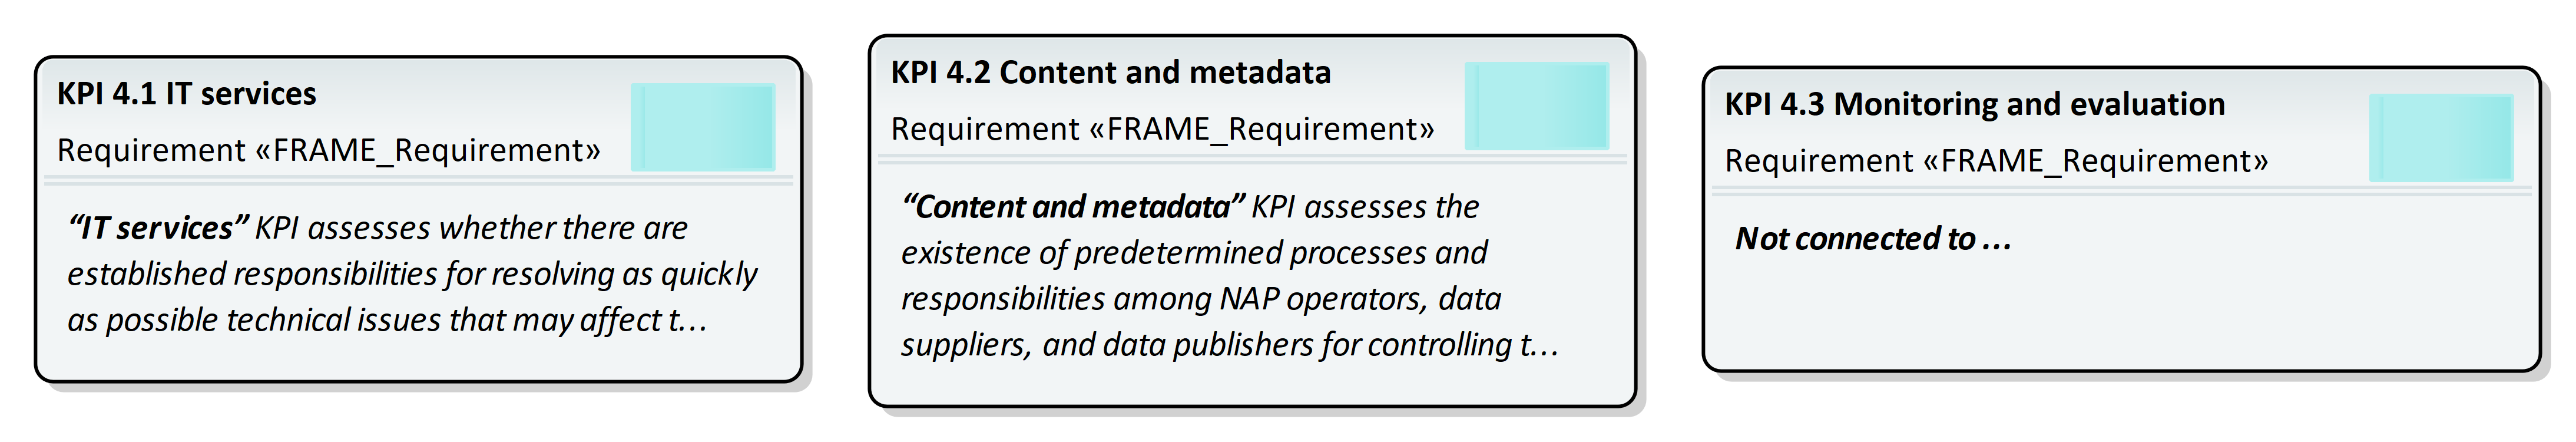 KPI 4.1 IT services
Requirement «FRAME_Requirement»
“IT services” KPI assesses whether there are
established responsibilities for resolving as quickly
as possible technical issues that may affect t...
KPI 4.2 Content and metadata
Requirement «FRAME_Requirement»
“Content and metadata” KPI assesses the
existence of predetermined processes and
responsibilities among NAP operators, data
suppliers, and data publishers for controlling t...
KPI 4.3 Monitoring and evaluation
Requirement «FRAME_Requirement»
Not connected to ...